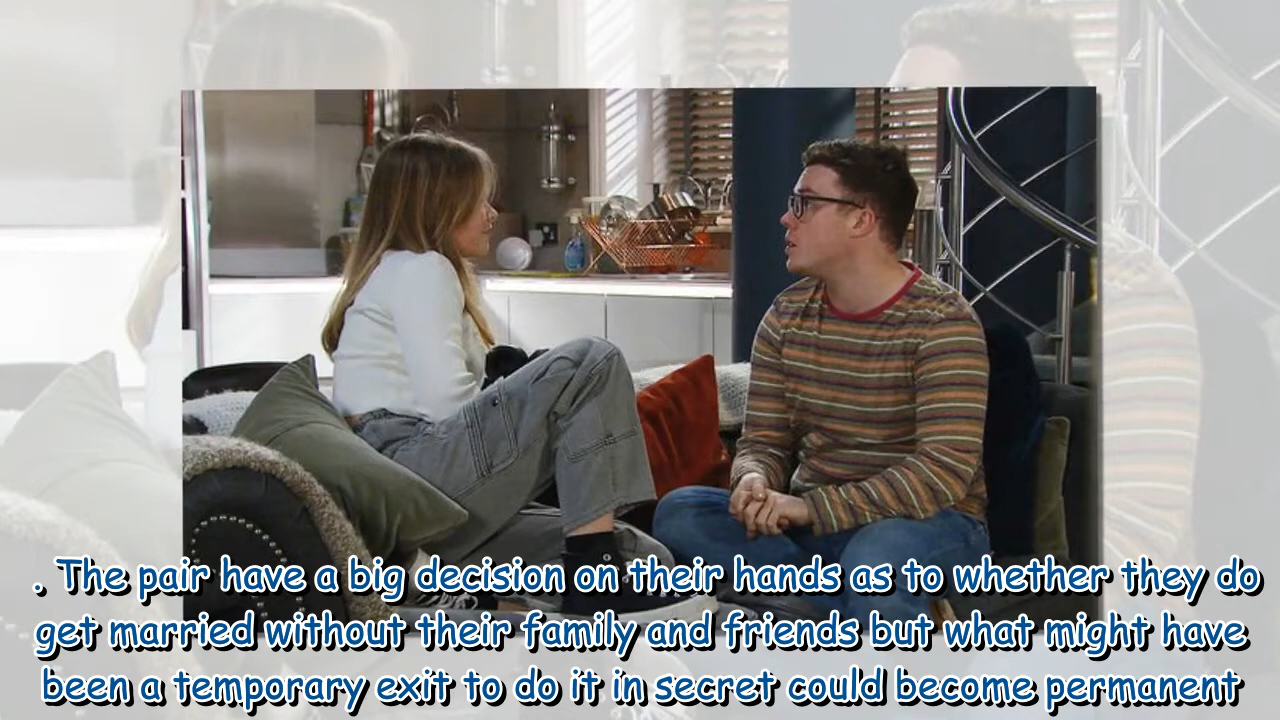 . The pair have a big decision on their hands as to whether they do
get married without their family and friends but what might have
been a temporary exit to do it in secret could become permanent